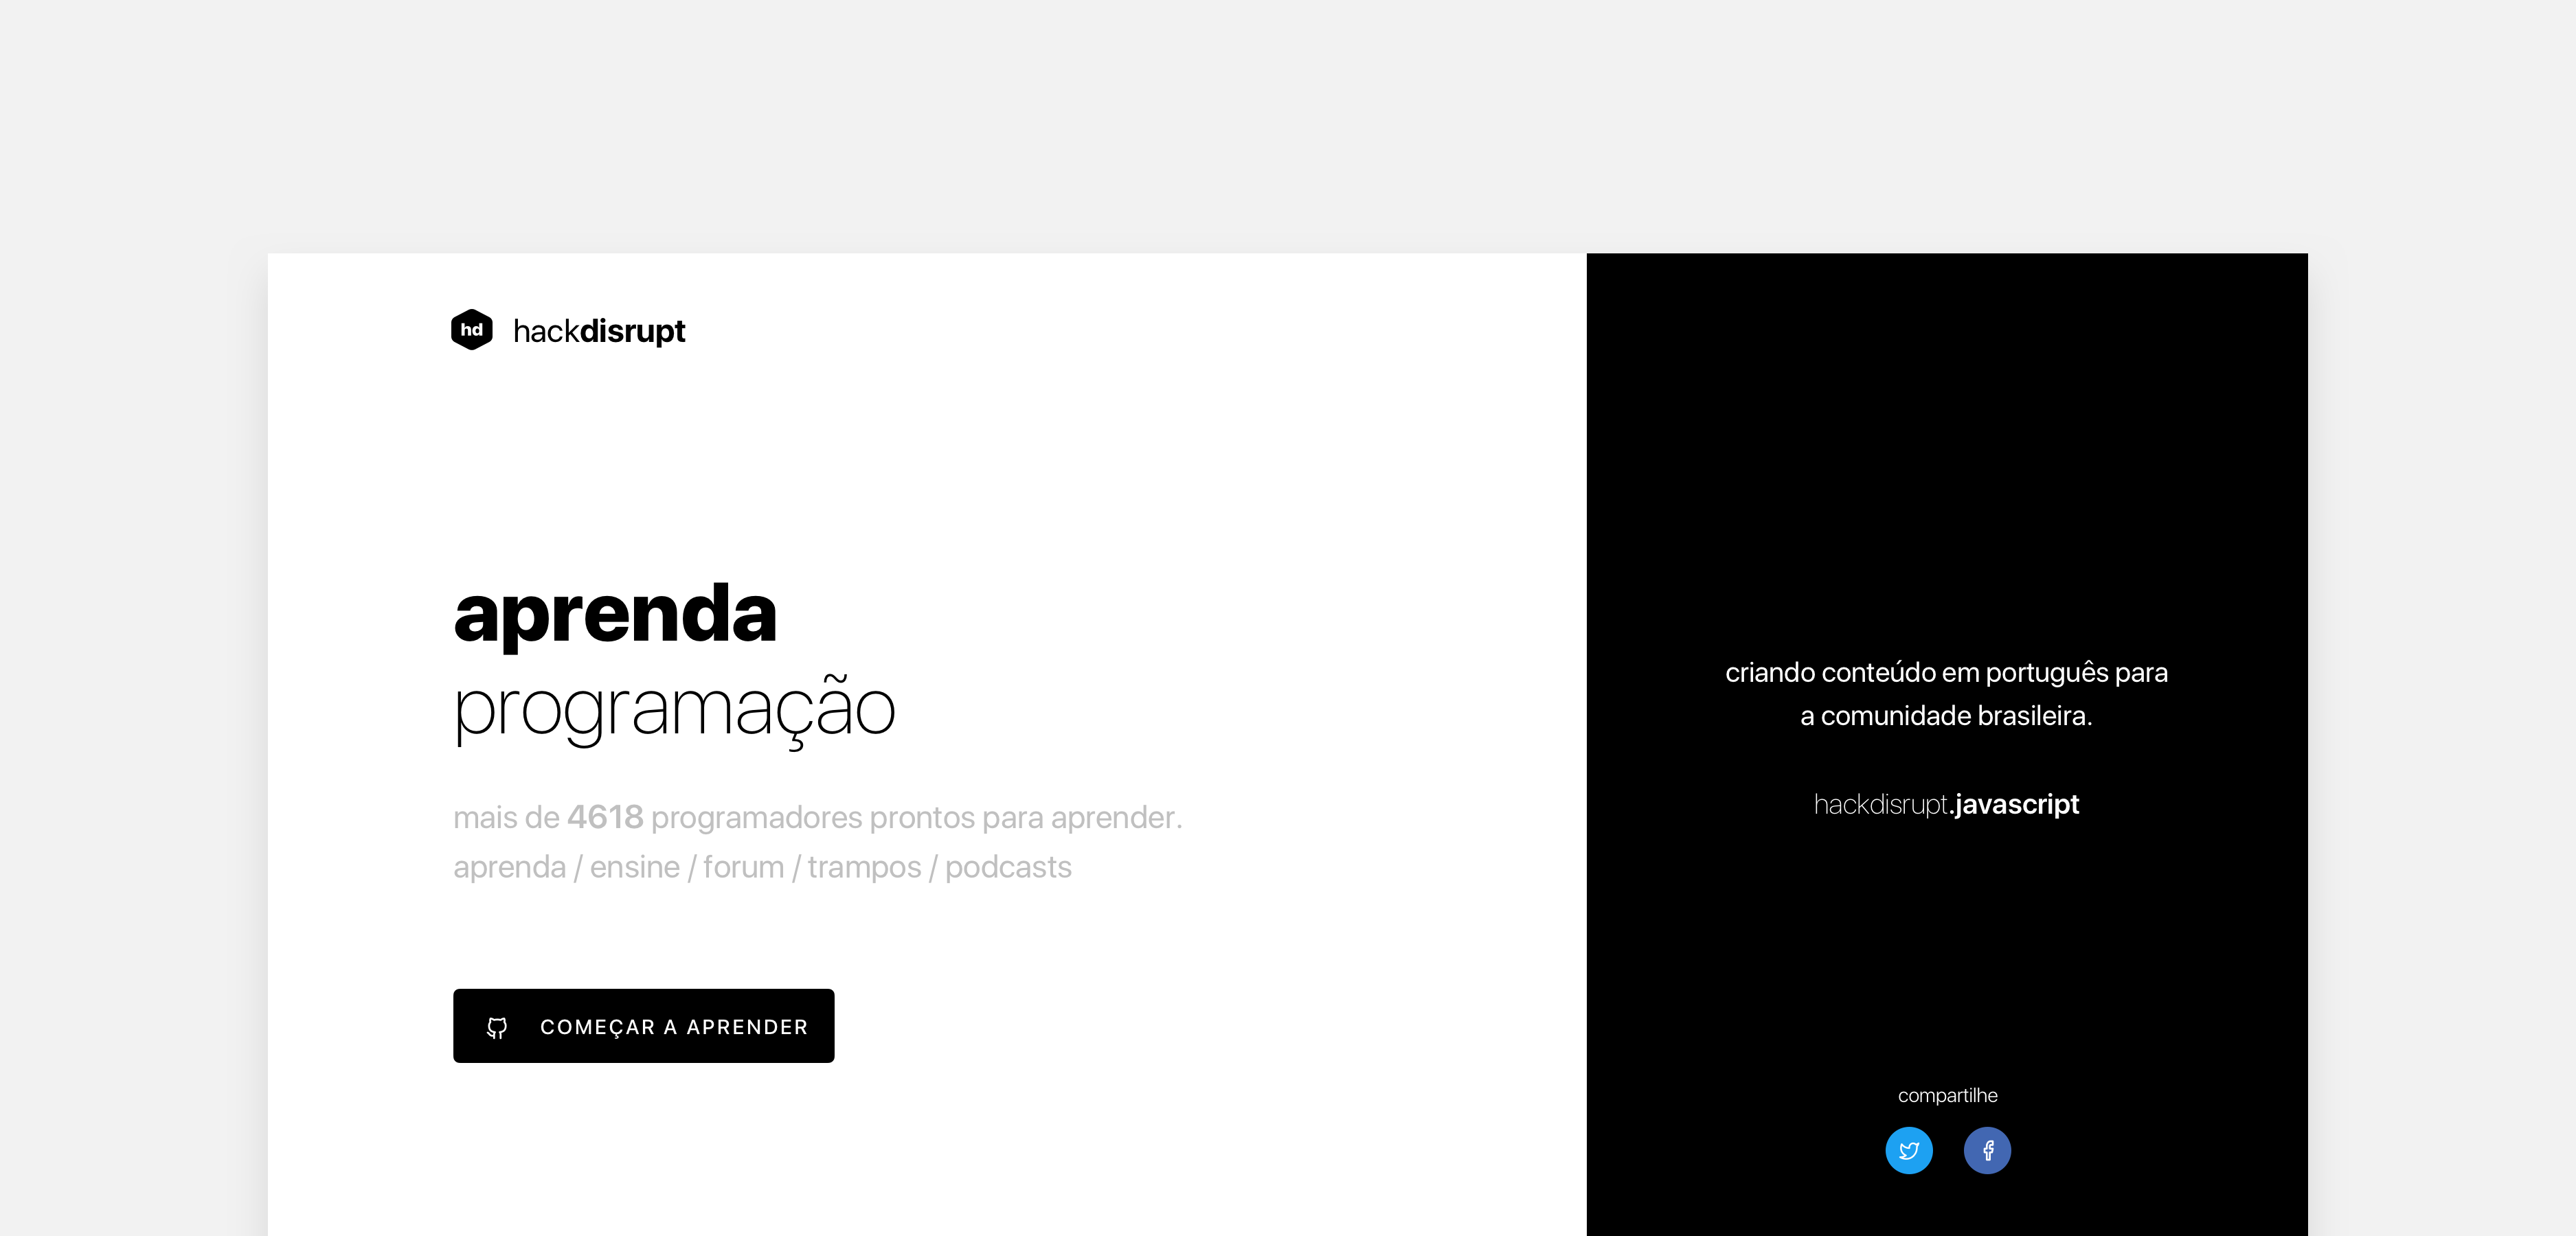 hd hackdisrupt
aprenda
programação
mais de 4618 programadores prontos para aprender.
aprenda / ensine / forum / trampos / podcasts
COMEÇAR A APRENDER
criando conteúdo em português para
a comunidade brasileira.
hackdisrupt.javascript
compartilhe